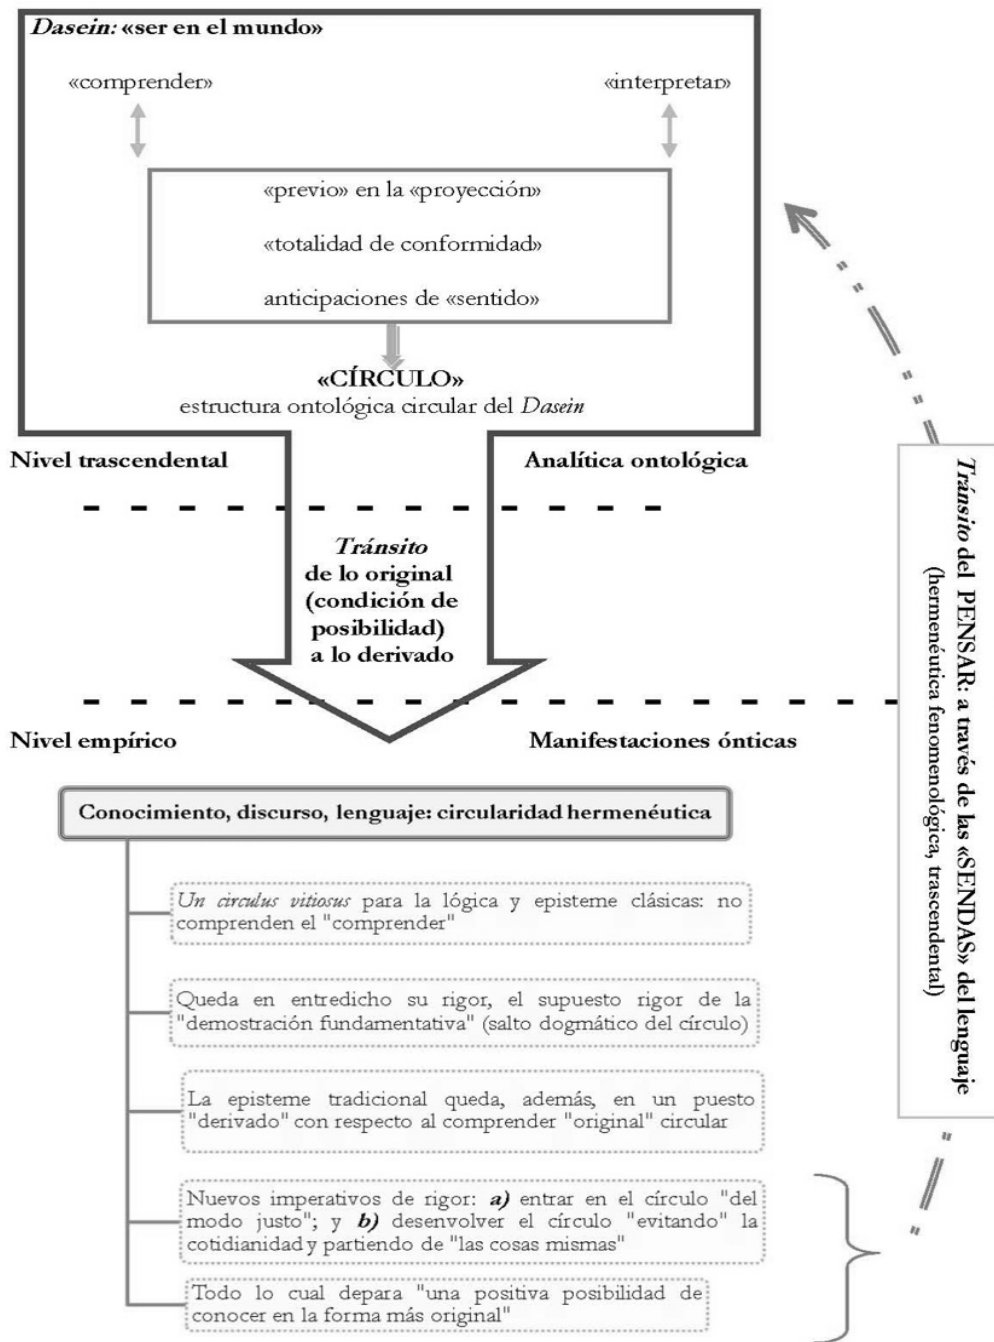 Dasein: «ser en el mundo»
«comprender»
«interpretar»
«previo» en la «proyección»
«totalidad de conformidad»
anticipaciones de «sentido»
«CÍRCULO»
estructura ontológica circular del Dasein
Nivel trascendental
Analítica ontológica
Tránsito
de lo original
(condición de
posibilidad)
a lo derivado
Nivel empírico
Manifestaciones ónticas
Conocimiento, discurso, lenguaje: circularidad hermenéutica
Un circulus vitiosus para la lógica y episteme clásicas: no
comprenden el "comprender"
Queda en entredicho su rigor, el supuesto rigor de la
"demostración fundamentativa" (salto dogmático del círculo)
La episteme tradicional queda, además, en un puesto
"derivado" con respecto al comprender "original" circular
Nuevos imperativos de rigor: a) entrar en el círculo "del
modo justo"; y b) desenvolver el círculo "evitando" la
cotidianidad y partiendo de "las cosas mismas"
Todo lo cual depara "una positiva posibilidad de
conocer en la forma más original"
Tránsito del PENSAR: a través de las «SENDAS» del lenguaje
(hermenéutica fenomenológica, trascendental)